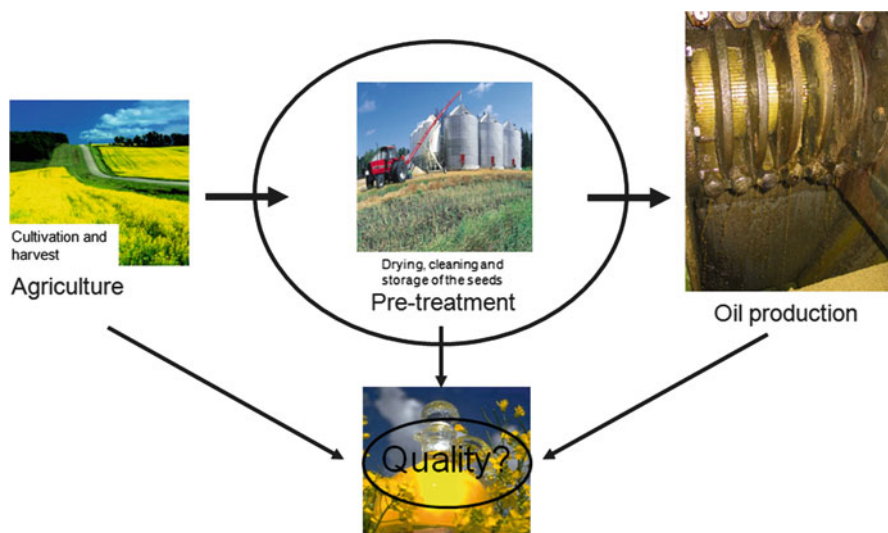 Cultivation and
harvest
Agriculture
Drying, cleaning and
storage of the seeds
Pre-treatment
Oil production
Quality?